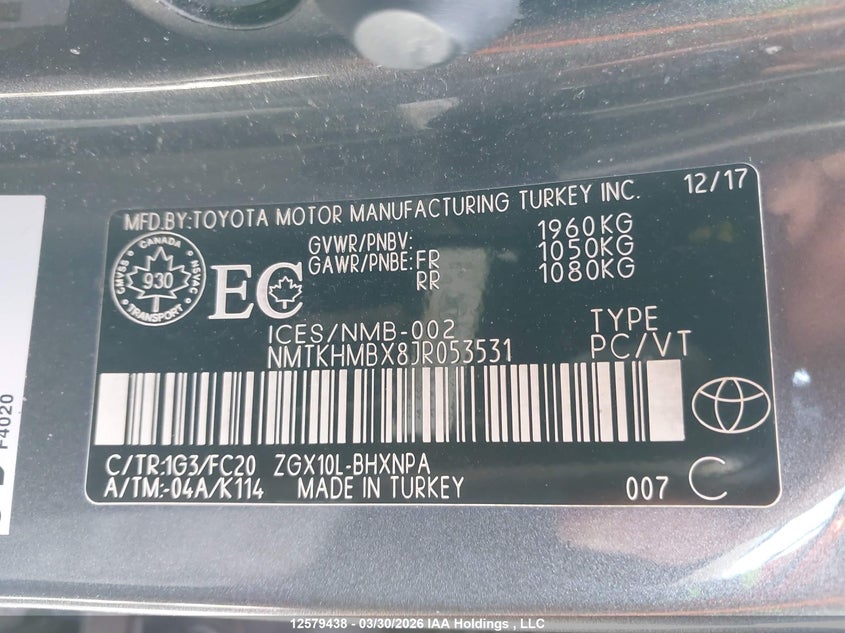 MFD.BY:TOYOTA MOTOR MANUFACTURING TURKEY INC. 12/17
GVWR/PNBV: 1960KG
GAWR/PNBE:FR 1050KG
RR 1080KG
CANADA
CMVSS 930 NSVAC
TRANSPORT
EC
ICES/NMB-002
NMTKHMBX8JR053531
TYPE
PC/VT
C/TR:1G3/FC20 ZGX10L-BHXNPA
A/TM:-04A/K114 MADE IN TURKEY
007 C
F4020
12579438 - 03/30/2026 IAA Holdings , LLC